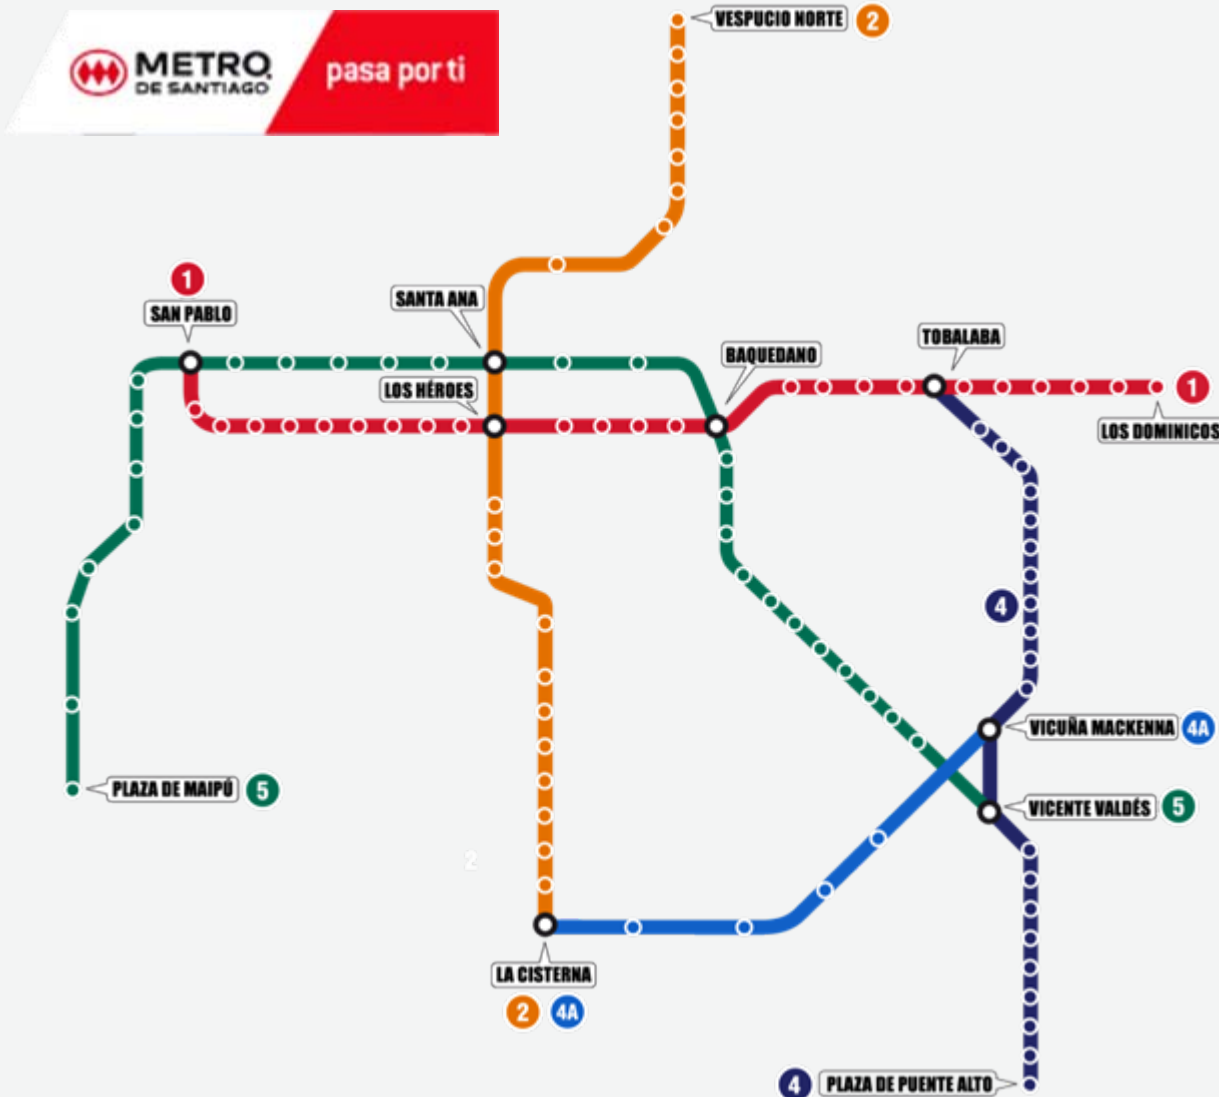 METRO
DE SANTIAGO
pasa por ti
VESPUCIO NORTE
2
1
SAN PABLO
SANTA ANA
LOS HÉROES
BAQUEDANO
TOBALABA
1
LOS DOMINICOS
4
VICUÑA MACKENNA
4A
VICENTE VALDÉS
5
PLAZA DE MAIPÚ
5
2
LA CISTERNA
2
4A
4
PLAZA DE PUENTE ALTO